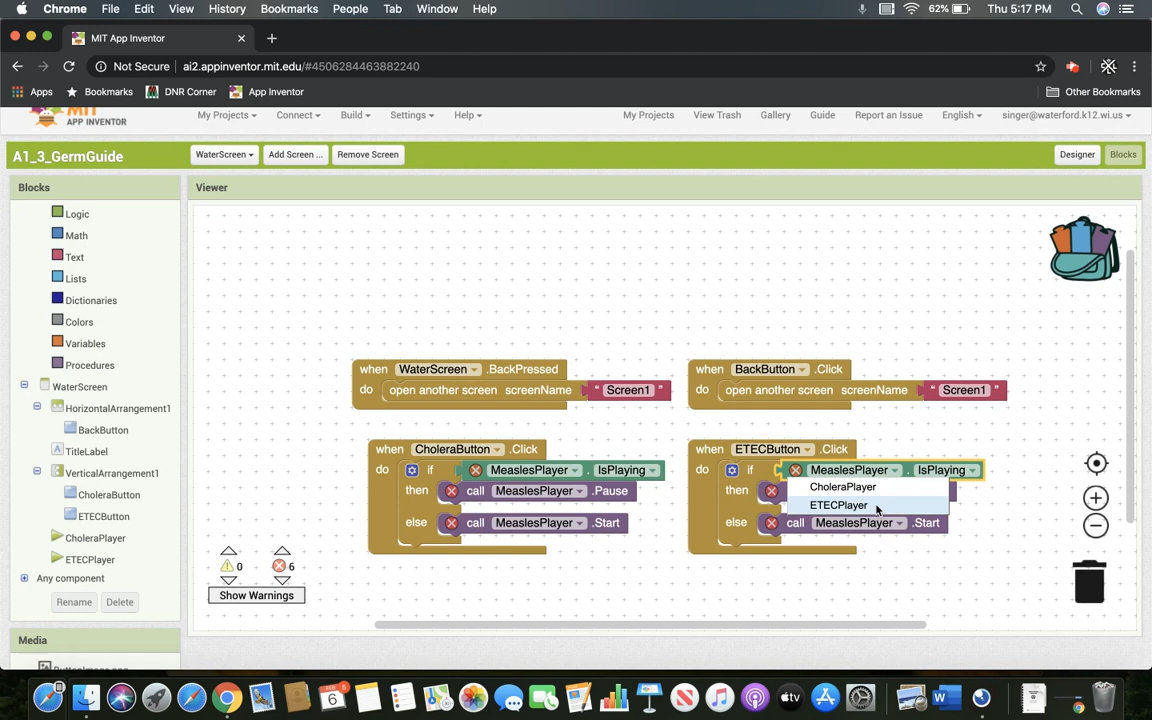 Chrome File Edit View History Bookmarks People Tab Window Help 62% Thu 5:17 PM
MIT App Inventor
Not Secure ai2.appinventor.mit.edu/#4506284463882240
Apps Bookmarks DNR Corner App Inventor Other Bookmarks
MIT
APP INVENTOR
My Projects Connect Build Settings Help My Projects View Trash Gallery Guide Report an Issue English singer@waterford.k12.wi.us
A1_3_GermGuide WaterScreen Add Screen ... Remove Screen Designer Blocks
Blocks
Logic
Math
Text
Lists
Dictionaries
Colors
Variables
Procedures
WaterScreen
HorizontalArrangement1
BackButton
TitleLabel
VerticalArrangement1
CholeraButton
ETECButton
CholeraPlayer
ETECPlayer
Any component
Rename Delete
Media
Viewer
when WaterScreen .BackPressed
do open another screen screenName " Screen1 "
when BackButton .Click
do open another screen screenName " Screen1 "
when CholeraButton .Click
do if MeaslesPlayer . IsPlaying
then call MeaslesPlayer .Pause
else call MeaslesPlayer .Start
when ETECButton .Click
do if MeaslesPlayer . IsPlaying
CholeraPlayer
then
ETECPlayer
else call MeaslesPlayer .Start
0 6
Show Warnings
FEB
6